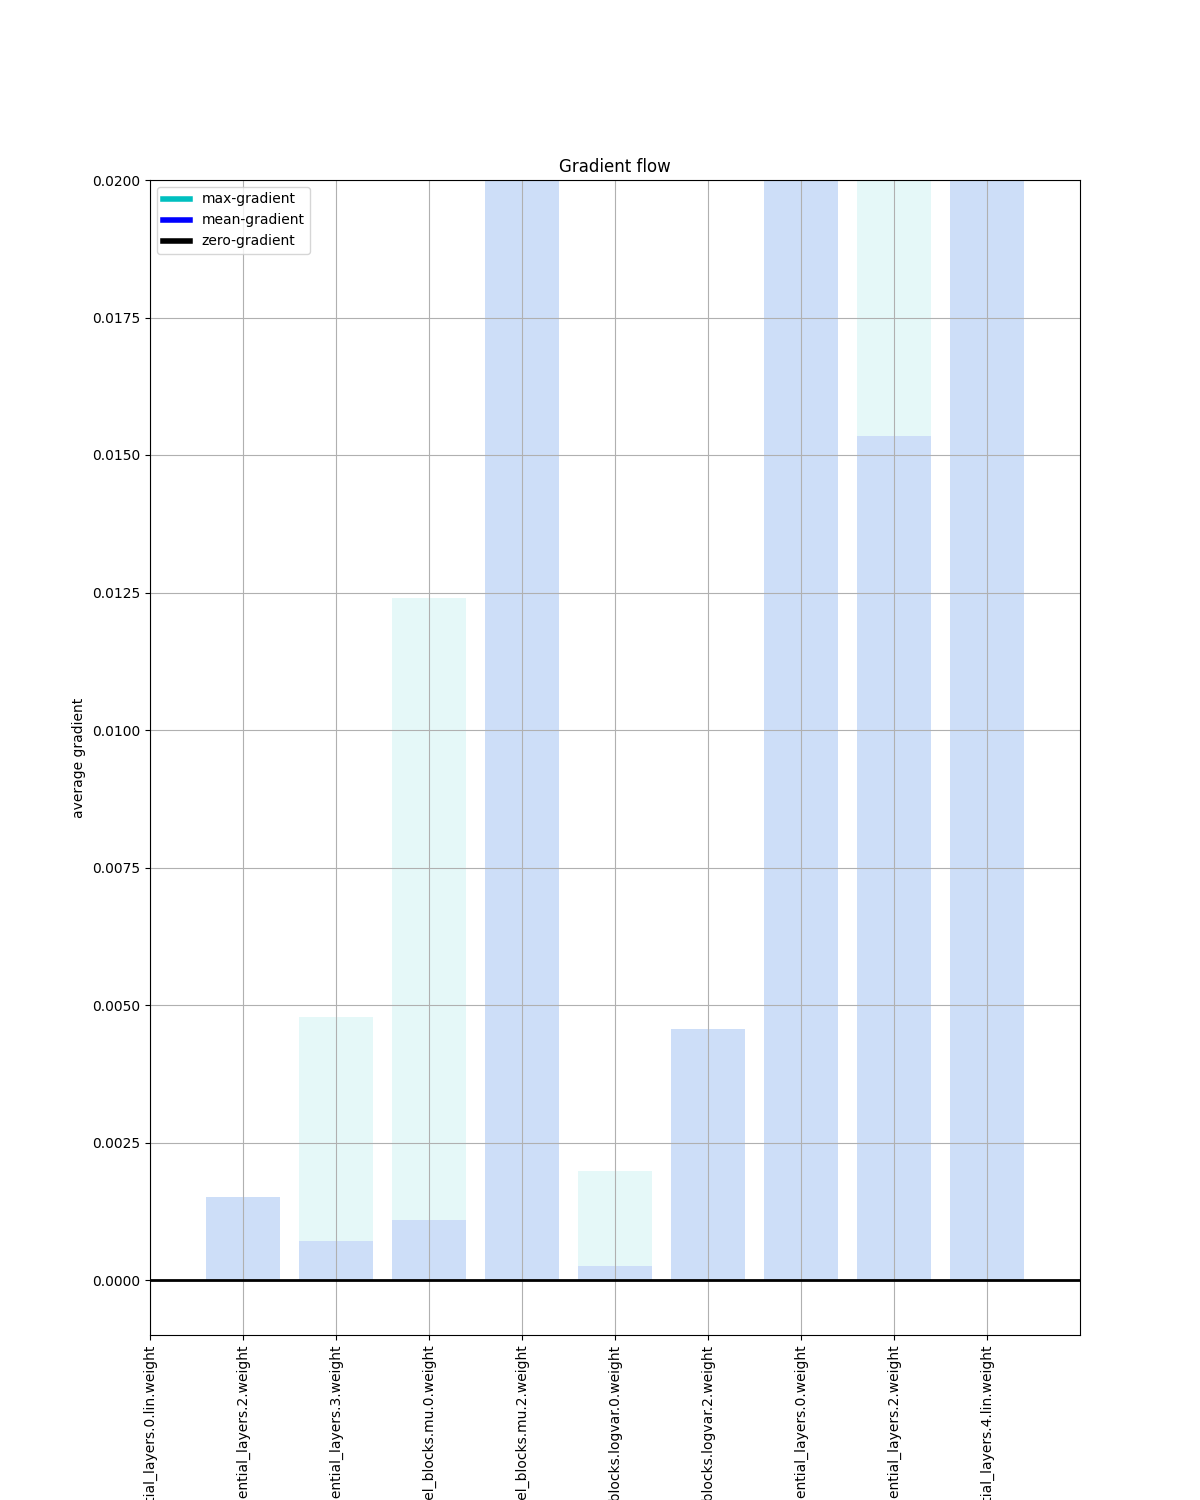 Gradient flow
max-gradient
mean-gradient
zero-gradient
0.0200
0.0175
0.0150
0.0125
0.0100
0.0075
0.0050
0.0025
0.0000
average gradient
tial_layers.0.lin.weight
ential_layers.2.weight
ential_layers.3.weight
el_blocks.mu.0.weight
el_blocks.mu.2.weight
blocks.logvar.0.weight
blocks.logvar.2.weight
ential_layers.0.weight
ential_layers.2.weight
tial_layers.4.lin.weight